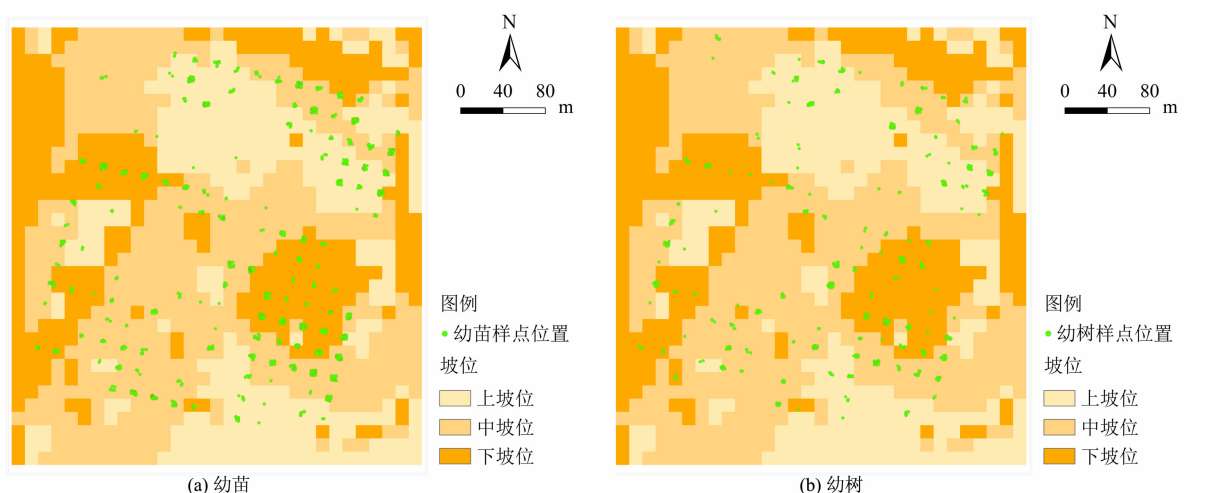 N
0 40 80 m
图例
幼苗样点位置
坡位
上坡位
中坡位
下坡位
(a) 幼苗
N
0 40 80 m
图例
幼树样点位置
坡位
上坡位
中坡位
下坡位
(b) 幼树